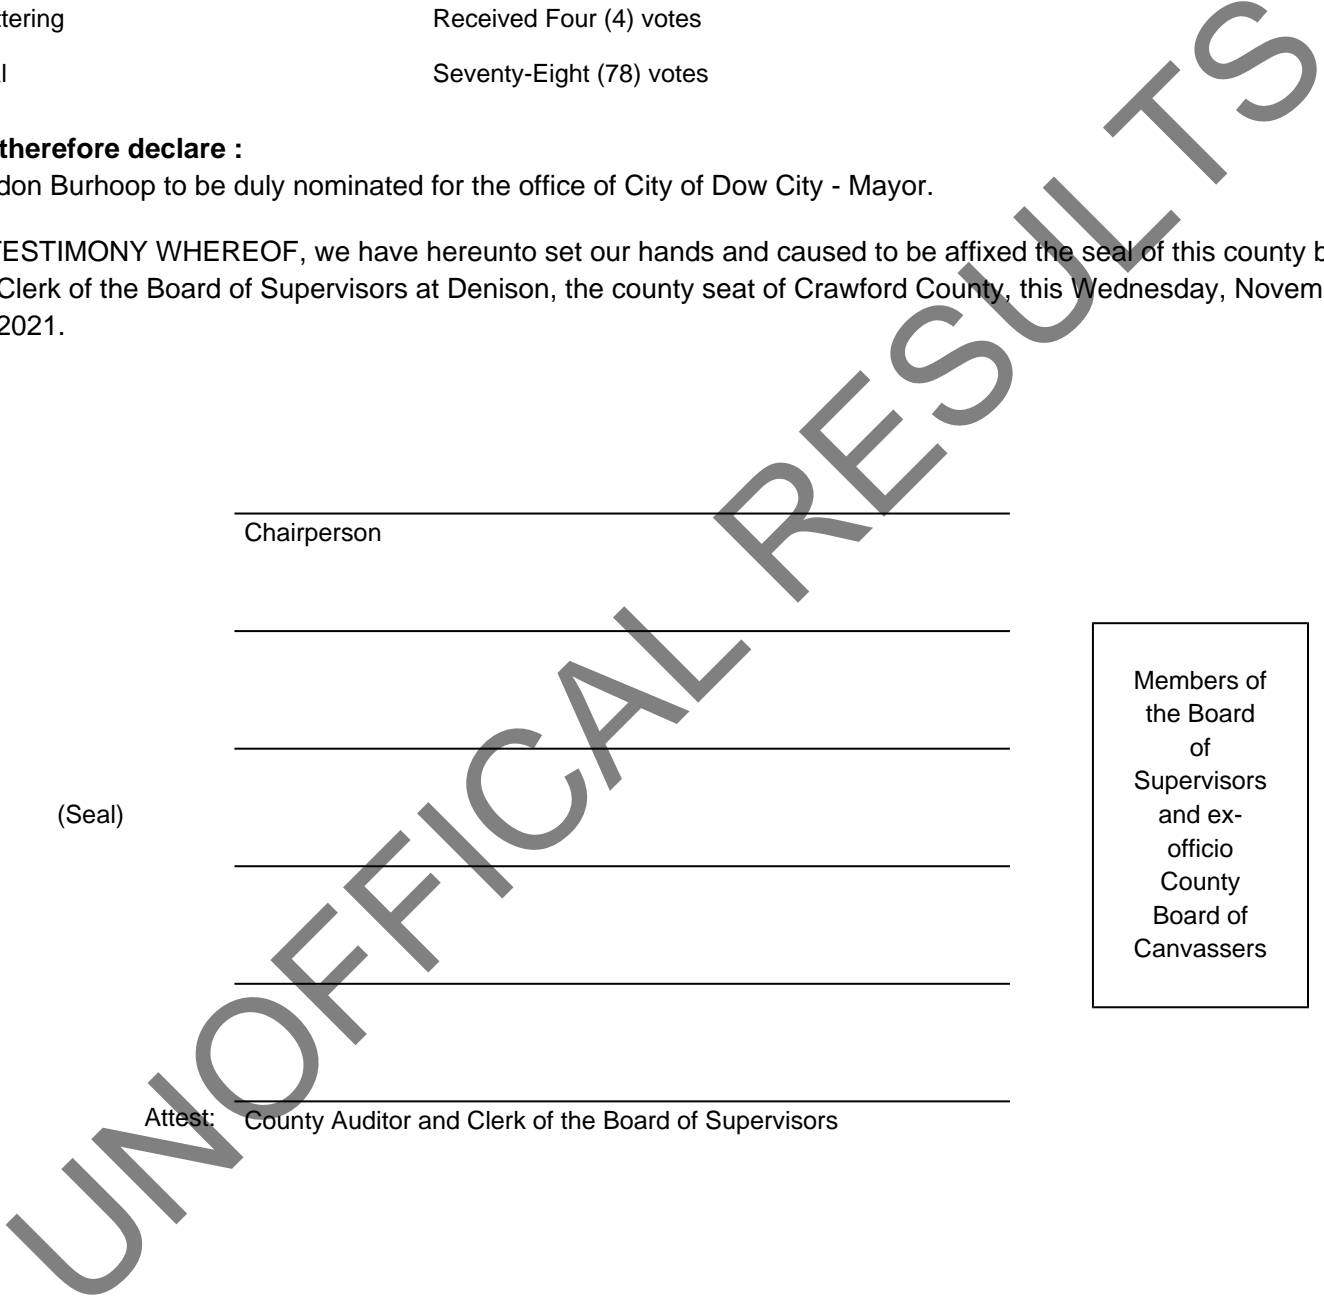 ttering Received Four (4) votes
l Seventy-Eight (78) votes
therefore declare :
don Burhoop to be duly nominated for the office of City of Dow City - Mayor.
TESTIMONY WHEREOF, we have hereunto set our hands and caused to be affixed the seal of this county b
Clerk of the Board of Supervisors at Denison, the county seat of Crawford County, this Wednesday, Novem
2021.
Chairperson
Members of
the Board
of
Supervisors
and ex-
officio
County
Board of
Canvassers
(Seal)
Attest: County Auditor and Clerk of the Board of Supervisors
UNOFFICAL RESULTS